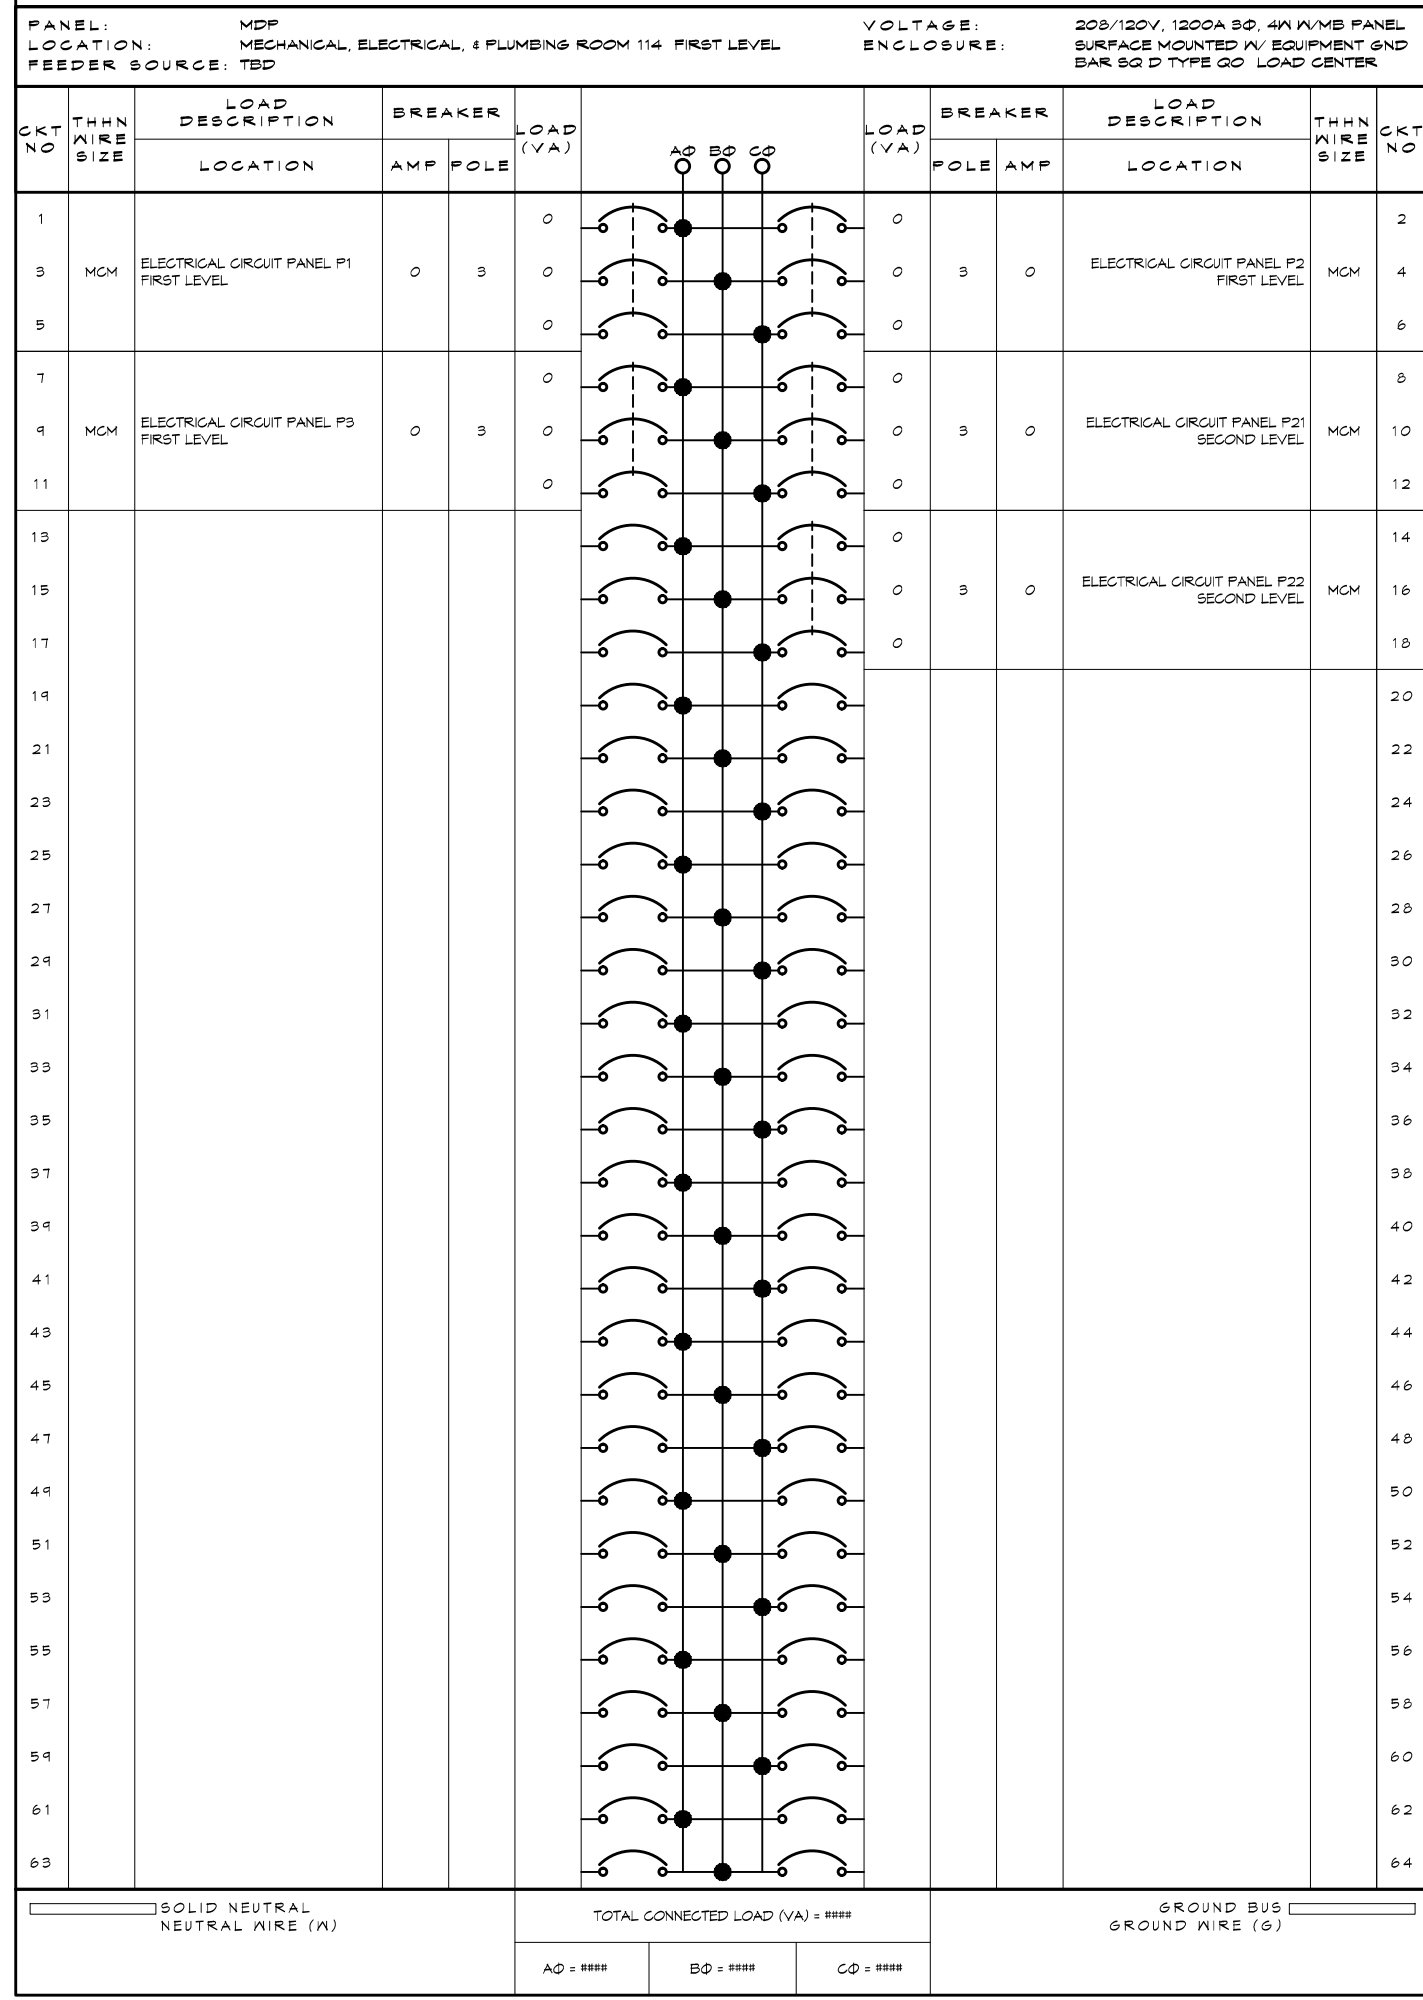 PANEL: MDP VOLTAGE: 208/120V, 1200A 3Φ, 4W W/MB PANEL
LOCATION: MECHANICAL, ELECTRICAL, & PLUMBING ROOM 114 FIRST LEVEL ENCLOSURE: SURFACE MOUNTED W/ EQUIPMENT GND
FEEDER SOURCE: TBD BAR SQ D TYPE QO LOAD CENTER
CKT NO
THHN WIRE SIZE
LOAD DESCRIPTION
LOCATION
BREAKER
AMP POLE
LOAD (VA)
AΦ BΦ CΦ
LOAD (VA)
BREAKER
POLE AMP
LOAD DESCRIPTION
LOCATION
THHN WIRE SIZE
CKT NO
1 0 0 2
ELECTRICAL CIRCUIT PANEL P1 ELECTRICAL CIRCUIT PANEL P2
3 MCM 0 3 0 0 3 0 MCM 4
FIRST LEVEL FIRST LEVEL
5 0 0 6
7 0 0 8
ELECTRICAL CIRCUIT PANEL P3 ELECTRICAL CIRCUIT PANEL P21
9 MCM 0 3 0 0 3 0 MCM 10
FIRST LEVEL SECOND LEVEL
11 0 0 12
13 0 14
ELECTRICAL CIRCUIT PANEL P22
15 0 3 0 MCM 16
SECOND LEVEL
17 0 18
19 20
21 22
23 24
25 26
27 28
29 30
31 32
33 34
35 36
37 38
39 40
41 42
43 44
45 46
47 48
49 50
51 52
53 54
55 56
57 58
59 60
61 62
63 64
SOLID NEUTRAL
NEUTRAL WIRE (W)
TOTAL CONNECTED LOAD (VA) = ####
AΦ = #### BΦ = #### CΦ = ####
GROUND BUS
GROUND WIRE (G)